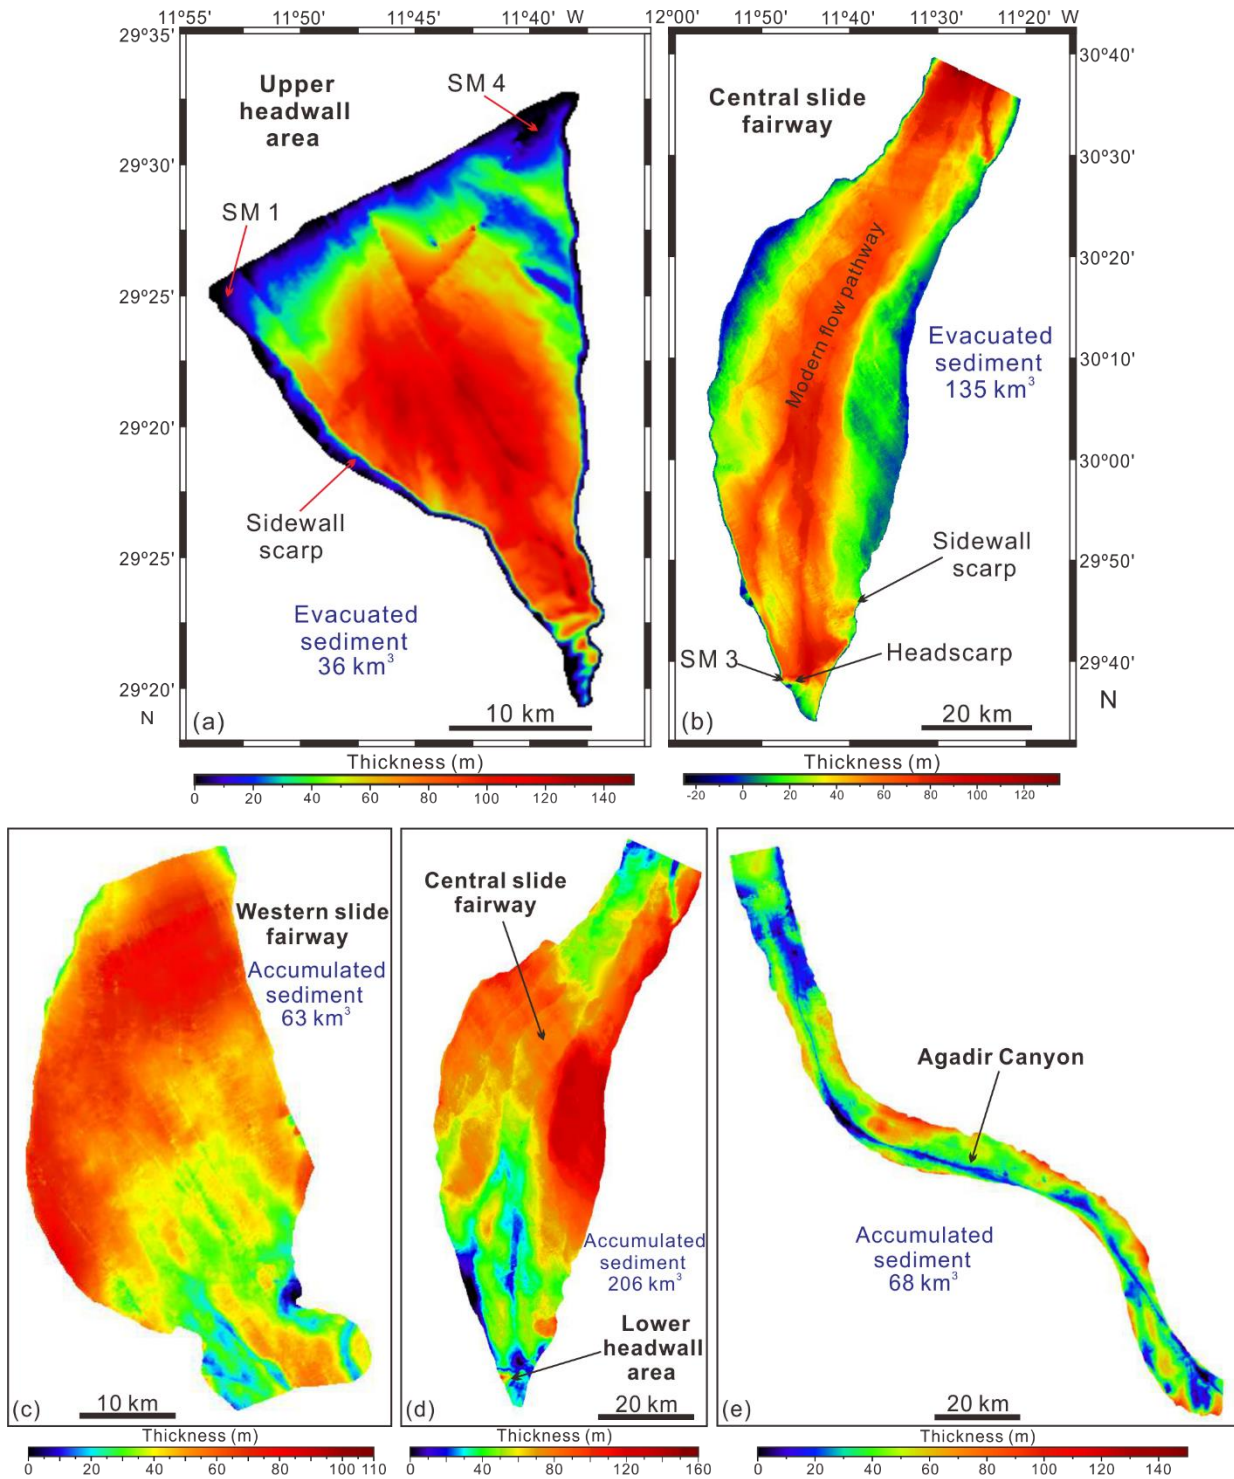 11°55'
11°45'
11°40' W
12°00'
11°50'
11°40'
11°30'
11°20' W
29°35'
29°30'
29°25'
29°20'
29°25'
29°20'
N
Upper
headwall
area
SM 4
SM 1
Sidewall
scarp
Evacuated
sediment
36 km³
(a)
10 km
Thickness (m)
0 20 40 60 80 100 120 140
Central slide
fairway
Modern flow pathway
Evacuated
sediment
135 km³
Sidewall
scarp
SM 3
Headscarp
(b)
20 km
30°40'
30°30'
30°20'
30°10'
30°00'
29°50'
29°40'
N
Thickness (m)
-20 0 20 40 60 80 100 120
Western slide
fairway
Accumulated
sediment
63 km³
(c)
10 km
Thickness (m)
0 20 40 60 80 100 110
Central slide
fairway
Accumulated
sediment
206 km³
Lower
headwall
area
(d)
20 km
Thickness (m)
0 20 40 60 80 100 120 140 160
Agadir Canyon
Accumulated
sediment
68 km³
(e)
20 km
Thickness (m)
0 20 40 60 80 100 120 140